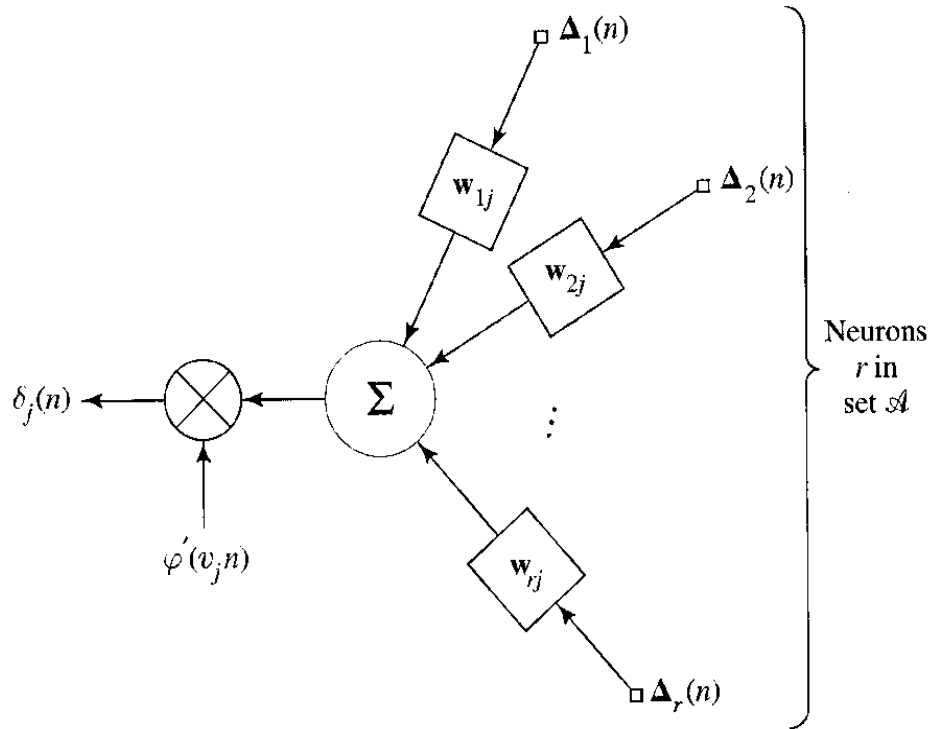 Δ₁(n)
w₁ⱼ
Δ₂(n)
w₂ⱼ
Neurons
r in
set 𝒜
δⱼ(n)
Σ
⋮
φ′(vⱼn)
wᵣⱼ
Δᵣ(n)